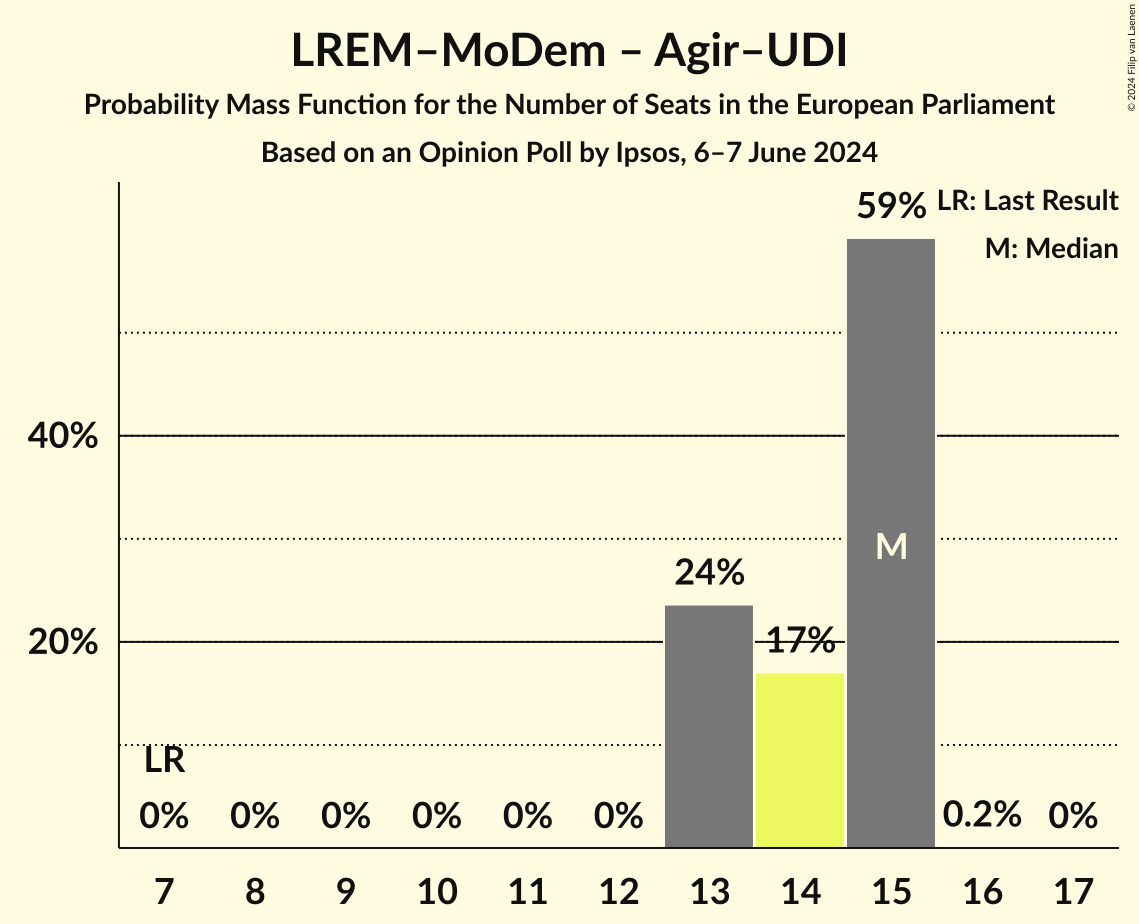 LREM–MoDem – Agir–UDI
Probability Mass Function for the Number of Seats in the European Parliament
Based on an Opinion Poll by Ipsos, 6–7 June 2024
© 2024 Filip van Laenen
LR: Last Result
M: Median
59%
40%
M
24%
20%
17%
LR
0% 0% 0% 0% 0% 0% 0.2% 0%
7 8 9 10 11 12 13 14 15 16 17